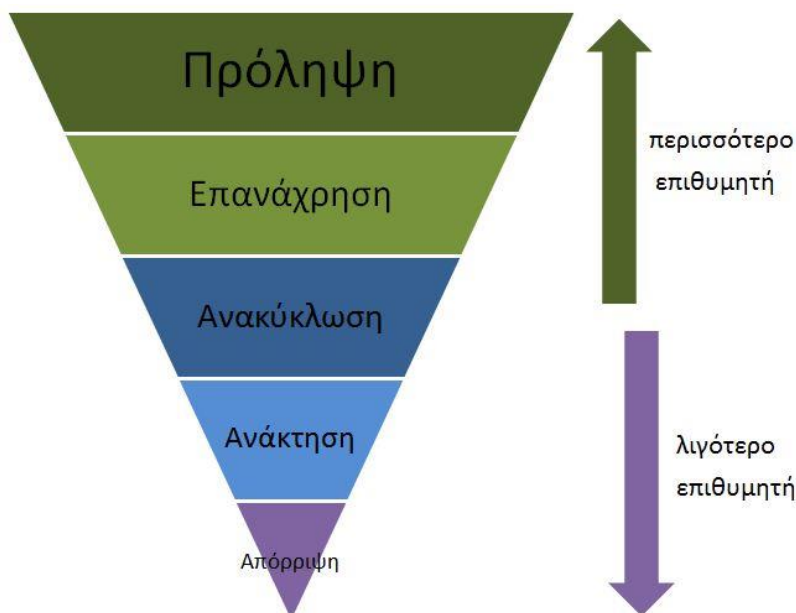 Πρόληψη
Επανάχρηση
Ανακύκλωση
Ανάκτηση
Απόρριψη
περισσότερο
επιθυμητή
λιγότερο
επιθυμητή